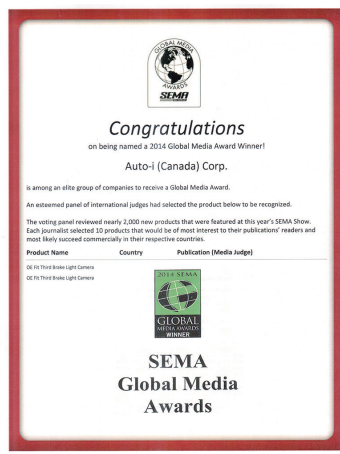 GLOBAL MEDIA
AWARDS
SEMA
Congratulations
on being named a 2014 Global Media Award Winner!
Auto-i (Canada) Corp.
is among an elite group of companies to receive a Global Media Award.
An esteemed panel of international judges had selected the product below to be recognized.
The voting panel reviewed nearly 2,000 new products that were featured at this year's SEMA Show.
Each journalist selected 10 products that would be of most interest to their publications' readers and
most likely succeed commercially in their respective countries.
Product Name Country Publication (Media Judge)
OE Fit Third Brake Light Camera
OE Fit Third Brake Light Camera
2014 SEMA
GLOBAL
MEDIA AWARDS
WINNER
SEMA
Global Media
Awards